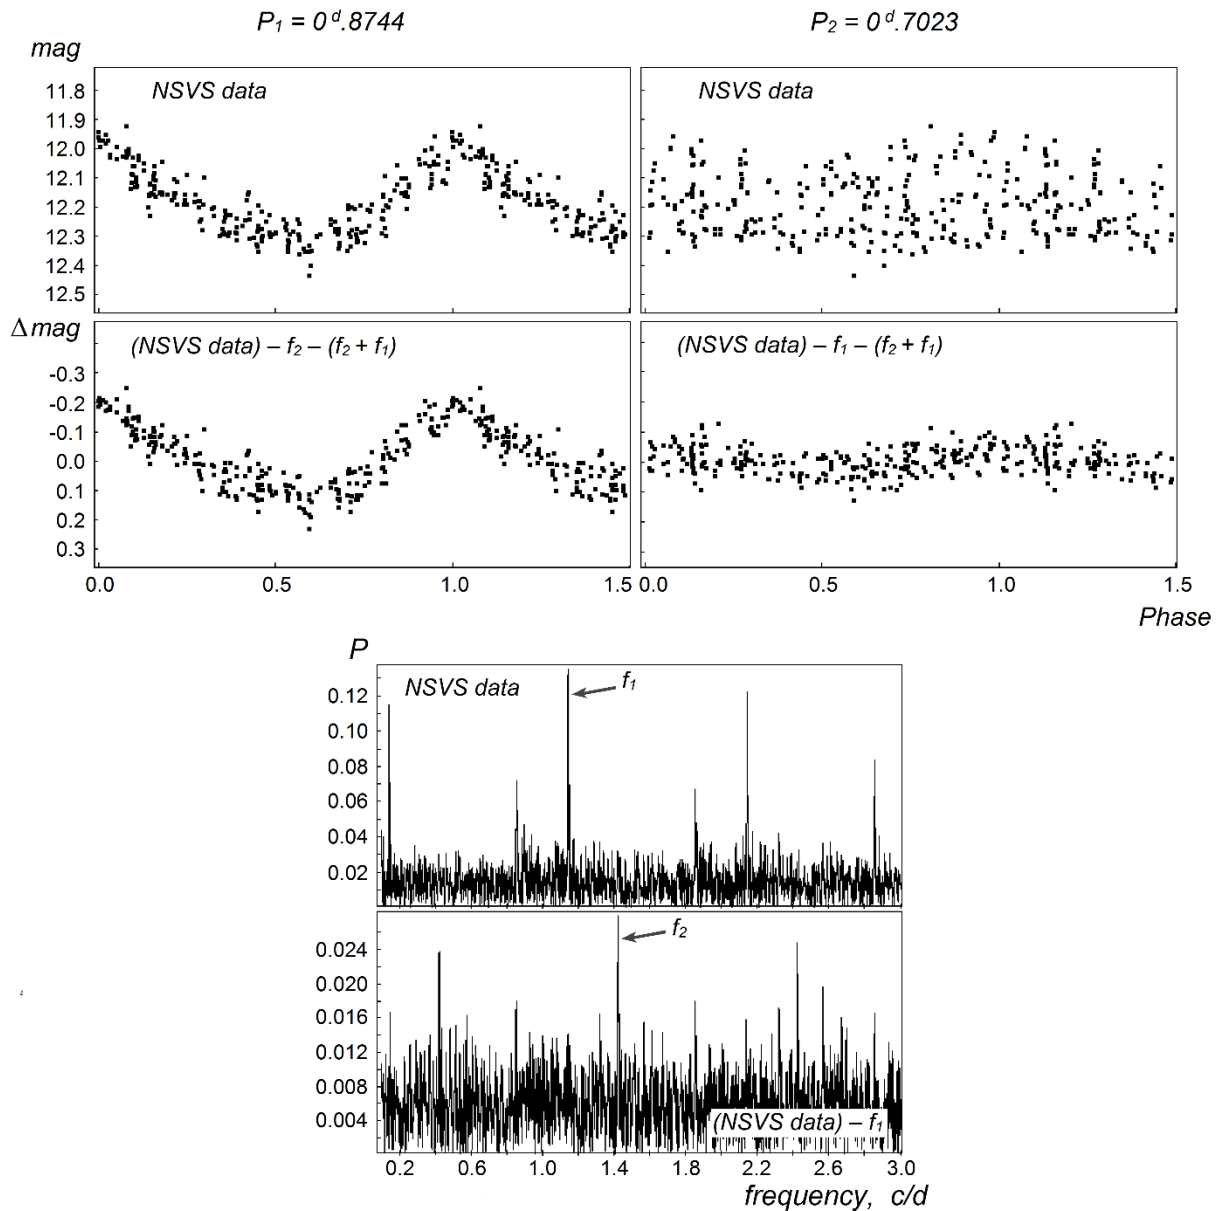 P₁ = 0ᵈ.8744 P₂ = 0ᵈ.7023
mag
NSVS data NSVS data
11.8
11.9
12.0
12.1
12.2
12.3
12.4
12.5
Δ mag
(NSVS data) – f₂ – (f₂ + f₁) (NSVS data) – f₁ – (f₂ + f₁)
-0.3
-0.2
-0.1
0.0
0.1
0.2
0.3
0.0 0.5 1.0 1.5 0.0 0.5 1.0 1.5
Phase
P
NSVS data f₁
0.12
0.10
0.08
0.06
0.04
0.02
f₂
0.024
0.020
0.016
0.012
0.008
0.004
(NSVS data) – f₁
0.2 0.6 1.0 1.4 1.8 2.2 2.6 3.0
frequency, c/d